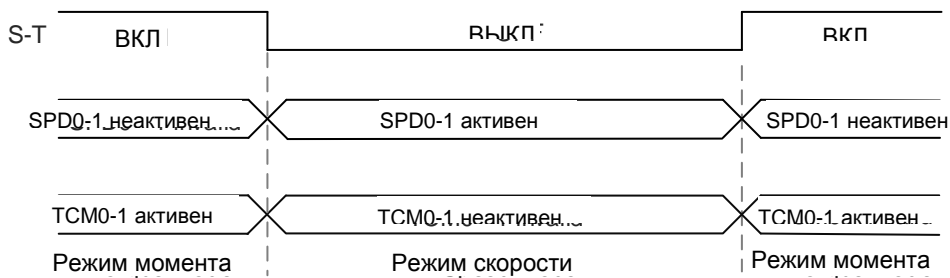 S-T ВКЛ ВЫКЛ ВКЛ
SPD0-1 неактивен SPD0-1 активен SPD0-1 неактивен
TCM0-1 активен TCM0-1 неактивен TCM0-1 активен
Режим момента Режим скорости Режим момента